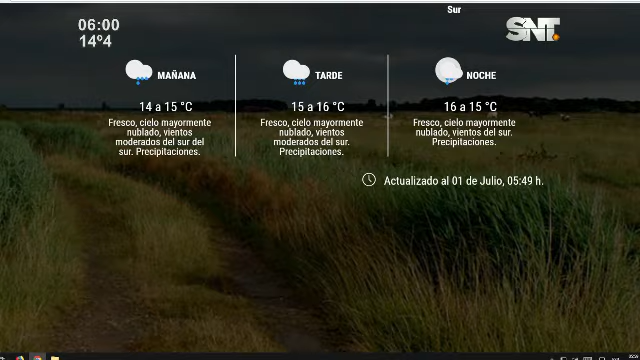 Sur
06:00
14º4
SNT
MAÑANA
14 a 15 °C
Fresco, cielo mayormente
nublado, vientos
moderados del sur del
sur. Precipitaciones.
TARDE
15 a 16 °C
Fresco, cielo mayormente
nublado, vientos
moderados del sur.
Precipitaciones.
NOCHE
16 a 15 °C
Fresco, cielo mayormente
nublado, vientos del sur.
Precipitaciones.
Actualizado al 01 de Julio, 05:49 h.